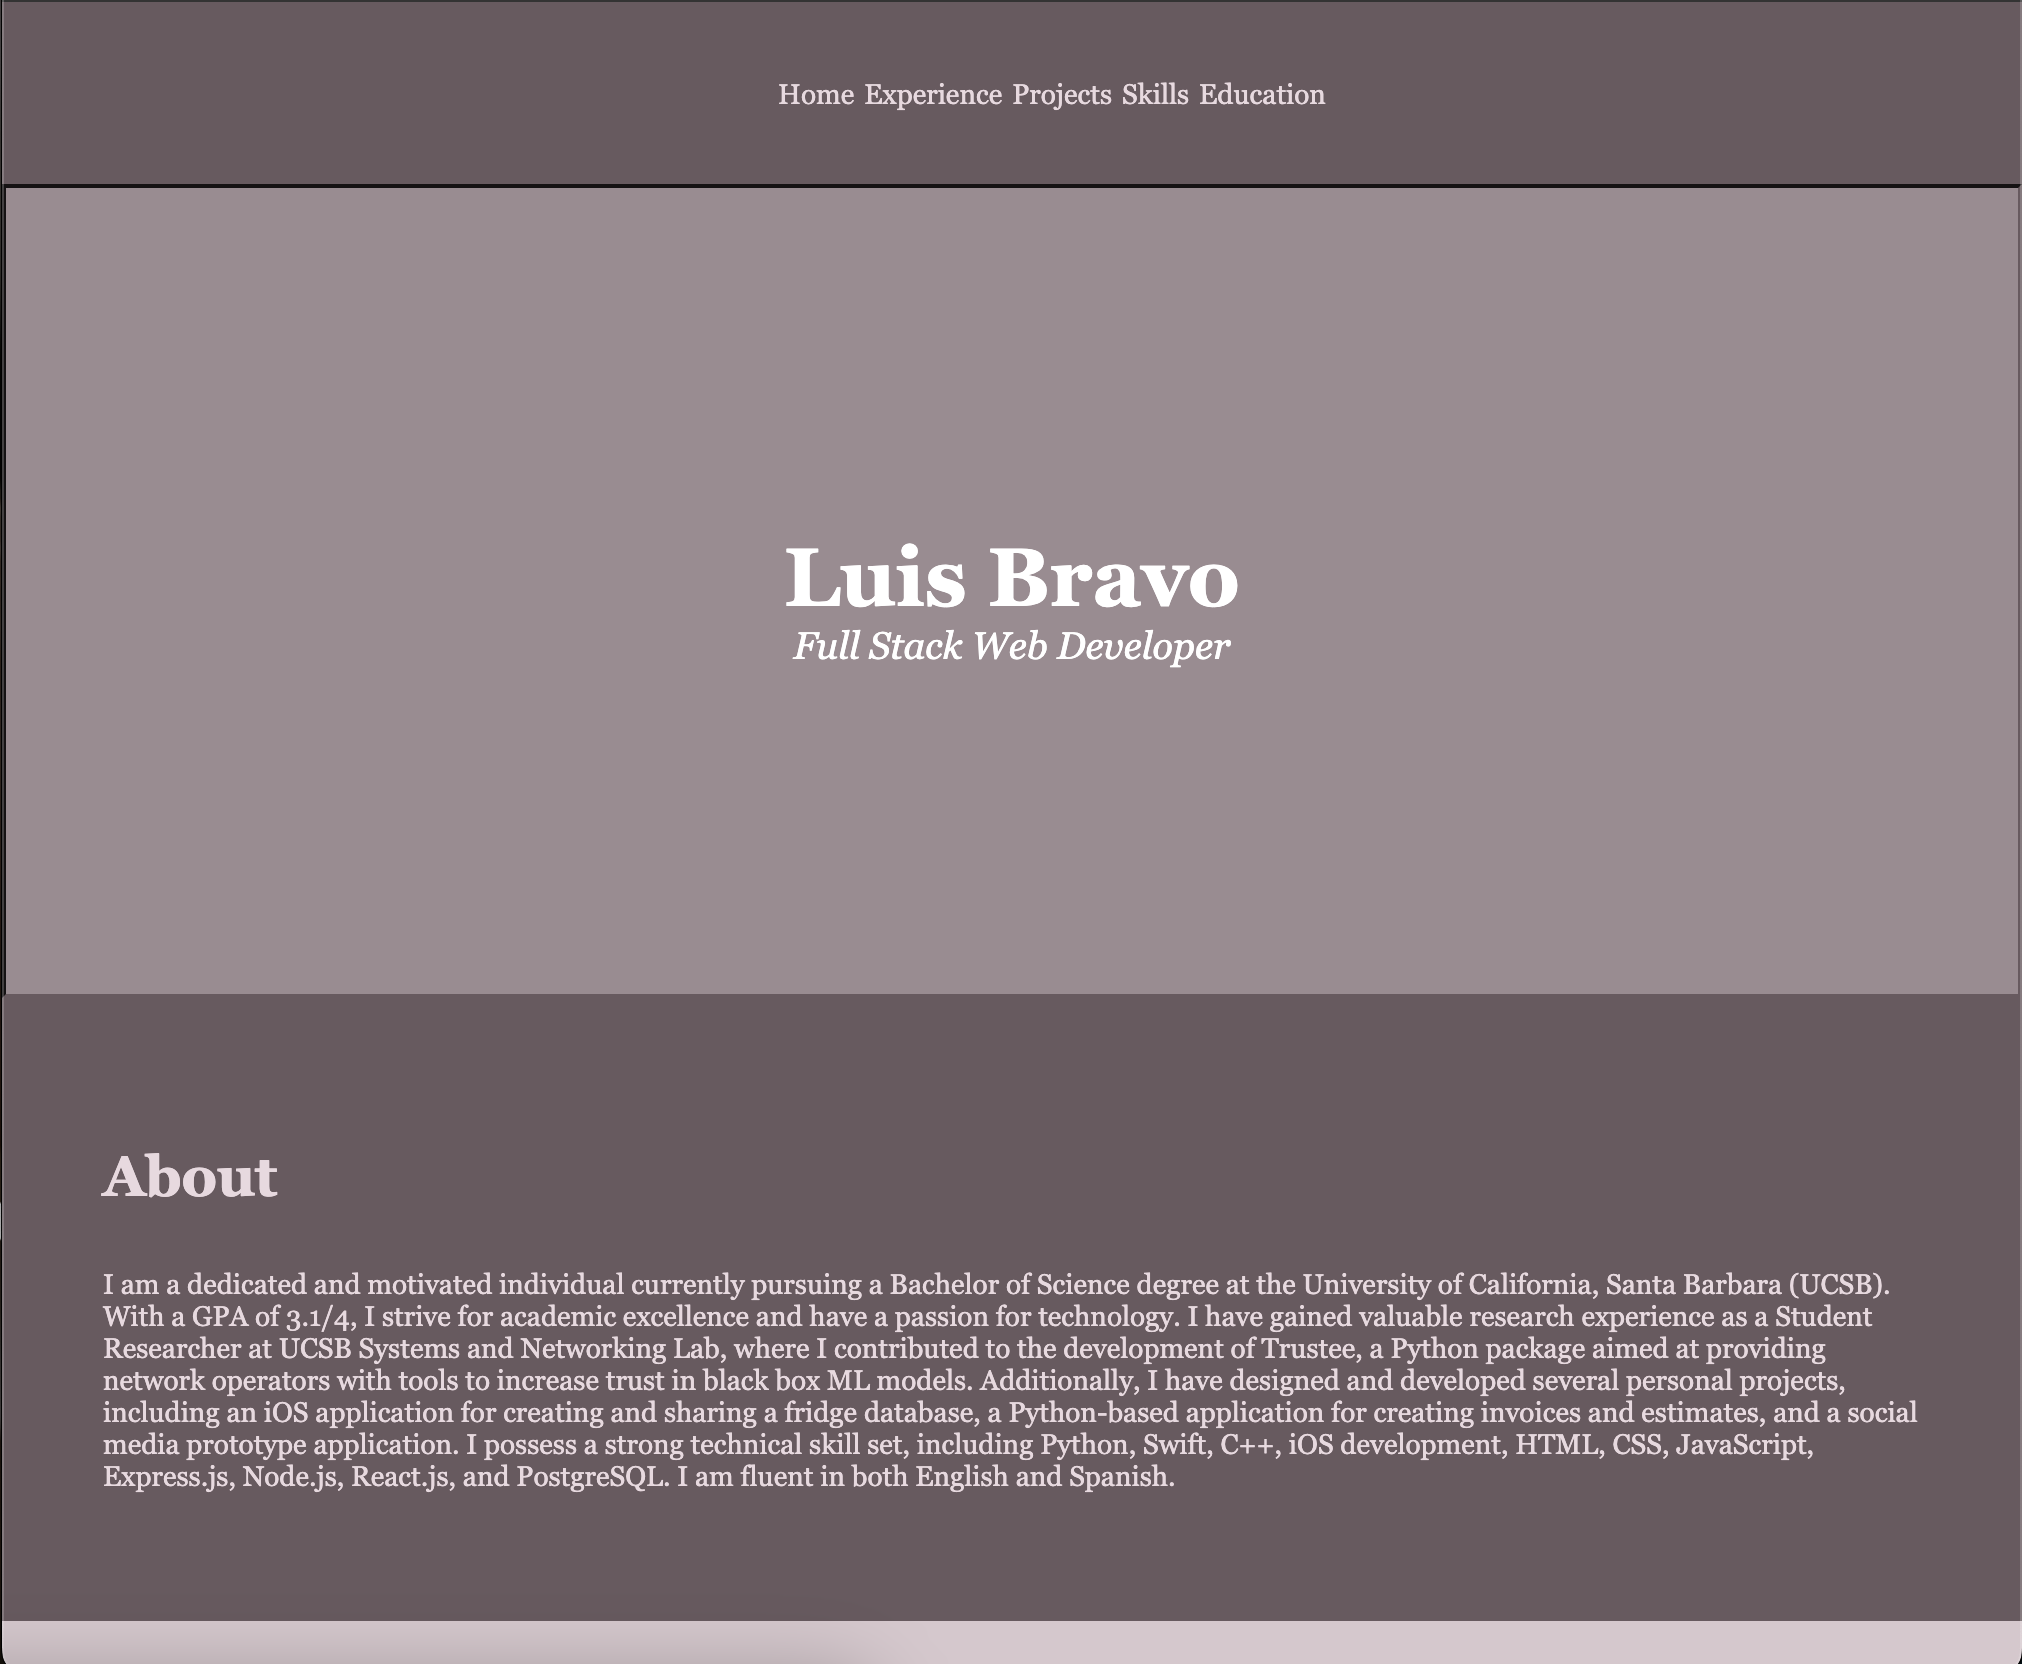 Home Experience Projects Skills Education
Luis Bravo
Full Stack Web Developer
About
I am a dedicated and motivated individual currently pursuing a Bachelor of Science degree at the University of California, Santa Barbara (UCSB).
With a GPA of 3.1/4, I strive for academic excellence and have a passion for technology. I have gained valuable research experience as a Student
Researcher at UCSB Systems and Networking Lab, where I contributed to the development of Trustee, a Python package aimed at providing
network operators with tools to increase trust in black box ML models. Additionally, I have designed and developed several personal projects,
including an iOS application for creating and sharing a fridge database, a Python-based application for creating invoices and estimates, and a social
media prototype application. I possess a strong technical skill set, including Python, Swift, C++, iOS development, HTML, CSS, JavaScript,
Express.js, Node.js, React.js, and PostgreSQL. I am fluent in both English and Spanish.